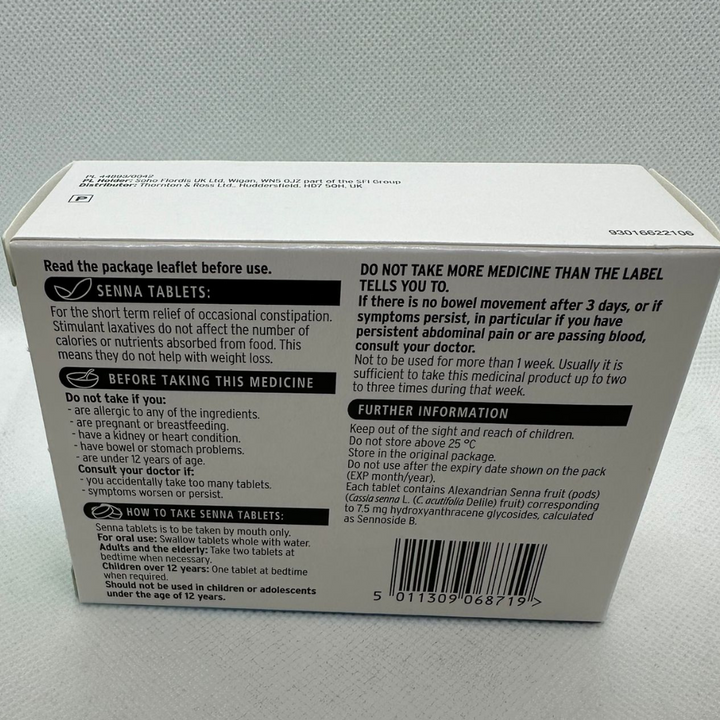 PL 44893/0042
PL Holder: Soho Flordis UK Ltd, Wigan, WN5 0JZ part of the SFI Group
Distributor: Thornton & Ross Ltd., Huddersfield, HD7 5QH, UK
P
93016622106
Read the package leaflet before use.
SENNA TABLETS:
For the short term relief of occasional constipation.
Stimulant laxatives do not affect the number of
calories or nutrients absorbed from food. This
means they do not help with weight loss.
BEFORE TAKING THIS MEDICINE
Do not take if you:
- are allergic to any of the ingredients.
- are pregnant or breastfeeding.
- have a kidney or heart condition.
- have bowel or stomach problems.
- are under 12 years of age.
Consult your doctor if:
- you accidentally take too many tablets.
- symptoms worsen or persist.
HOW TO TAKE SENNA TABLETS:
Senna tablets is to be taken by mouth only.
For oral use: Swallow tablets whole with water.
Adults and the elderly: Take two tablets at
bedtime when necessary.
Children over 12 years: One tablet at bedtime
when required.
Should not be used in children or adolescents
under the age of 12 years.
DO NOT TAKE MORE MEDICINE THAN THE LABEL
TELLS YOU TO.
If there is no bowel movement after 3 days, or if
symptoms persist, in particular if you have
persistent abdominal pain or are passing blood,
consult your doctor.
Not to be used for more than 1 week. Usually it is
sufficient to take this medicinal product up to two
to three times during that week.
FURTHER INFORMATION
Keep out of the sight and reach of children.
Do not store above 25 °C
Store in the original package.
Do not use after the expiry date shown on the pack
(EXP month/year).
Each tablet contains Alexandrian Senna fruit (pods)
(Cassia senna L. (C acutifolia Delile) fruit) corresponding
to 7.5 mg hydroxyanthracene glycosides, calculated
as Sennoside B.
5 011309 068719 >